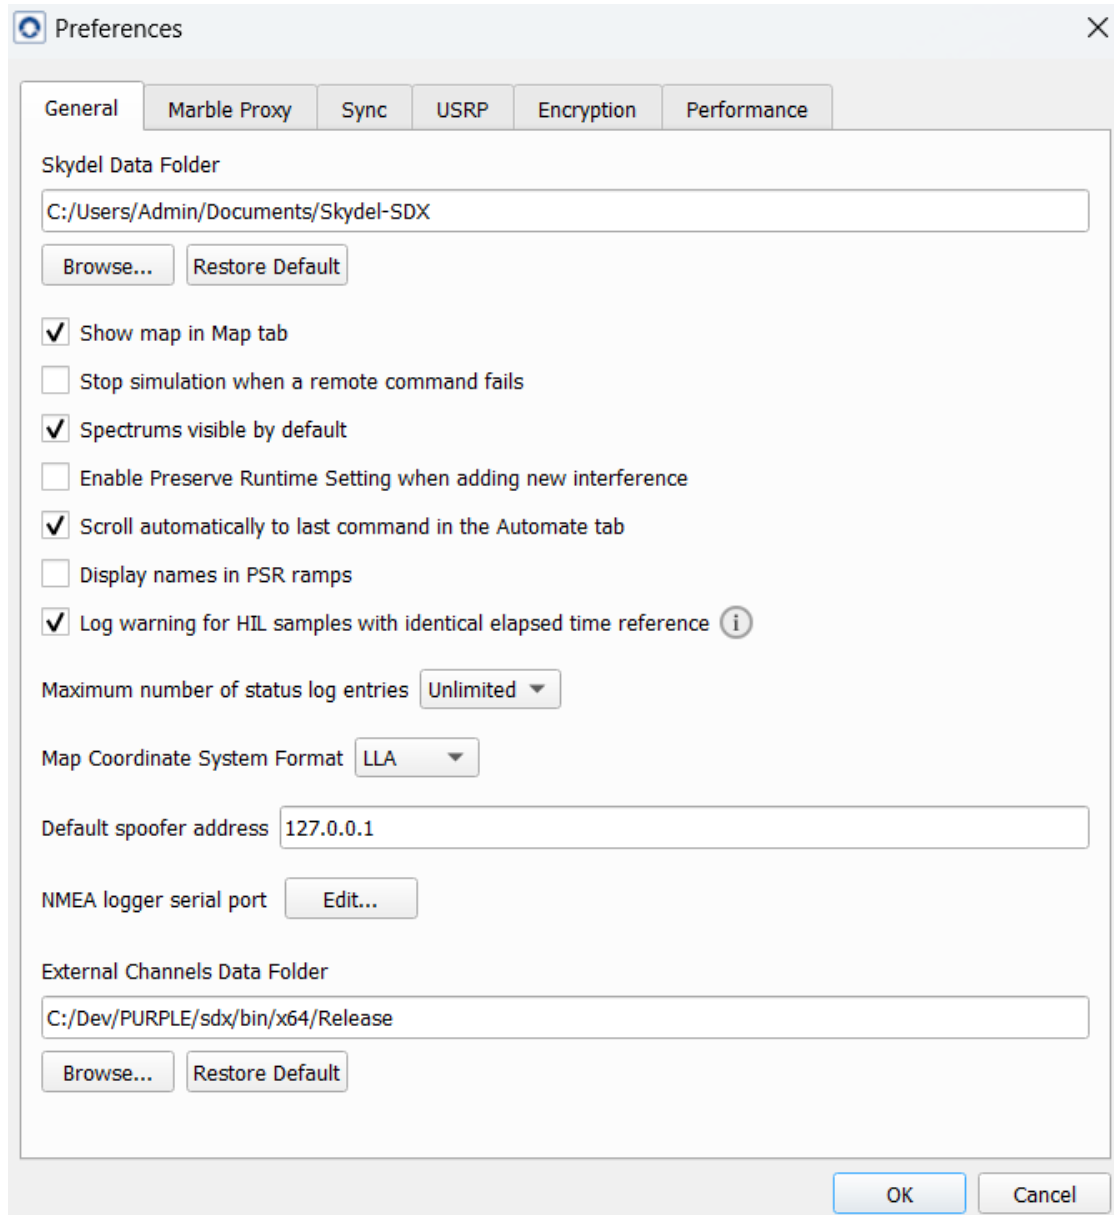 Preferences
General Marble Proxy Sync USRP Encryption Performance
Skydel Data Folder
C:/Users/Admin/Documents/Skydel-SDX
Browse... Restore Default
Show map in Map tab
Stop simulation when a remote command fails
Spectrums visible by default
Enable Preserve Runtime Setting when adding new interference
Scroll automatically to last command in the Automate tab
Display names in PSR ramps
Log warning for HIL samples with identical elapsed time reference i
Maximum number of status log entries Unlimited
Map Coordinate System Format LLA
Default spoofer address 127.0.0.1
NMEA logger serial port Edit...
External Channels Data Folder
C:/Dev/PURPLE/sdx/bin/x64/Release
Browse... Restore Default
OK Cancel